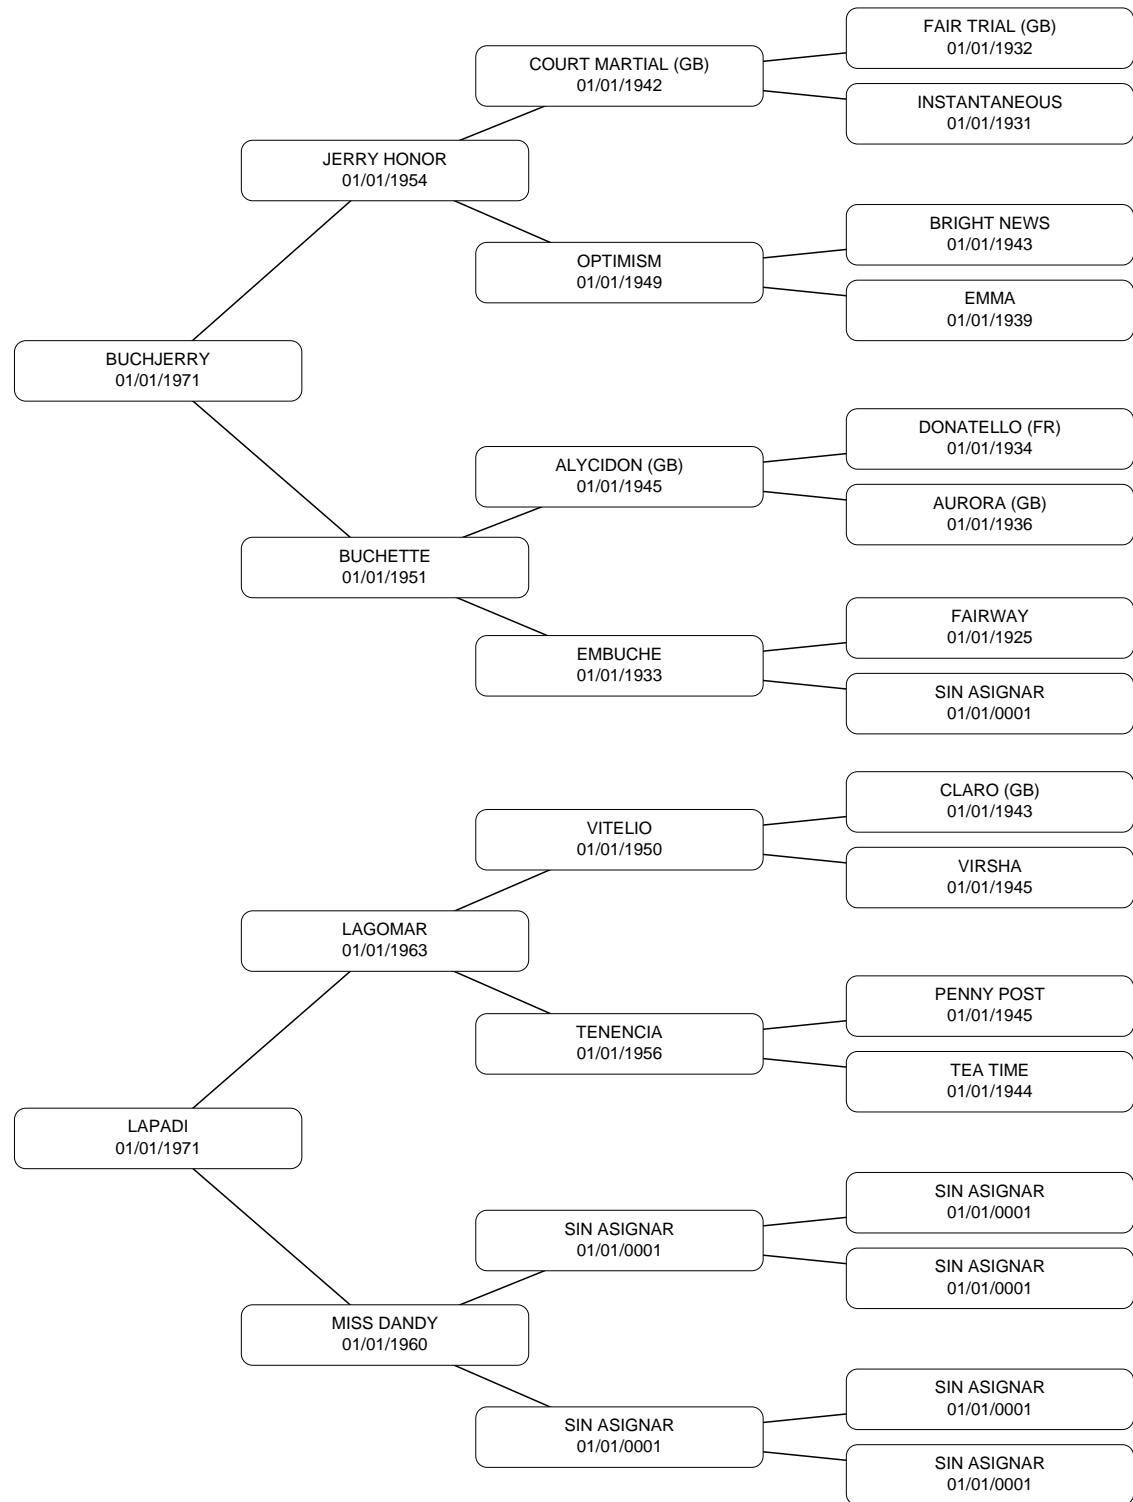 FAIR TRIAL (GB)
01/01/1932
COURT MARTIAL (GB)
01/01/1942
INSTANTANEOUS
01/01/1931
JERRY HONOR
01/01/1954
BRIGHT NEWS
01/01/1943
OPTIMISM
01/01/1949
EMMA
01/01/1939
BUCHJERRY
01/01/1971
DONATELLO (FR)
01/01/1934
ALYCIDON (GB)
01/01/1945
AURORA (GB)
01/01/1936
BUCHETTE
01/01/1951
FAIRWAY
01/01/1925
EMBUCHE
01/01/1933
SIN ASIGNAR
01/01/0001
CLARO (GB)
01/01/1943
VITELIO
01/01/1950
VIRSHA
01/01/1945
LAGOMAR
01/01/1963
PENNY POST
01/01/1945
TENENCIA
01/01/1956
TEA TIME
01/01/1944
LAPADI
01/01/1971
SIN ASIGNAR
01/01/0001
SIN ASIGNAR
01/01/0001
SIN ASIGNAR
01/01/0001
MISS DANDY
01/01/1960
SIN ASIGNAR
01/01/0001
SIN ASIGNAR
01/01/0001
SIN ASIGNAR
01/01/0001